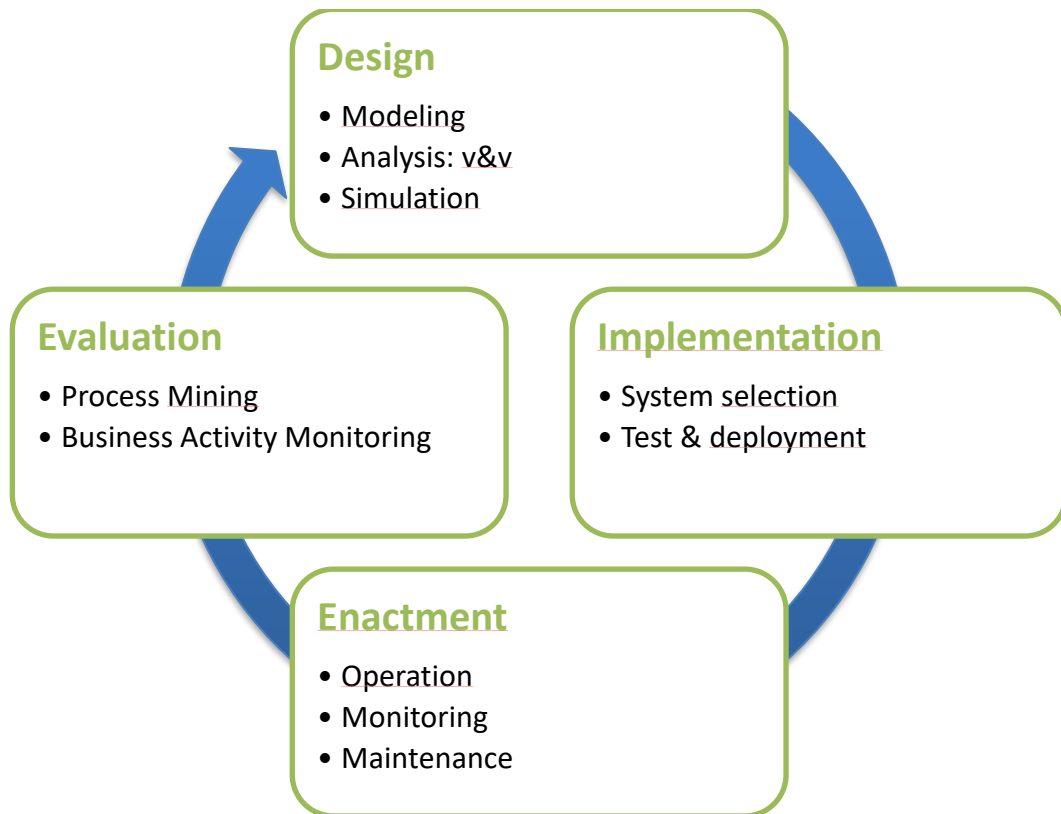 Design
• Modeling
• Analysis: v&v
• Simulation
Evaluation
• Process Mining
• Business Activity Monitoring
Implementation
• System selection
• Test & deployment
Enactment
• Operation
• Monitoring
• Maintenance